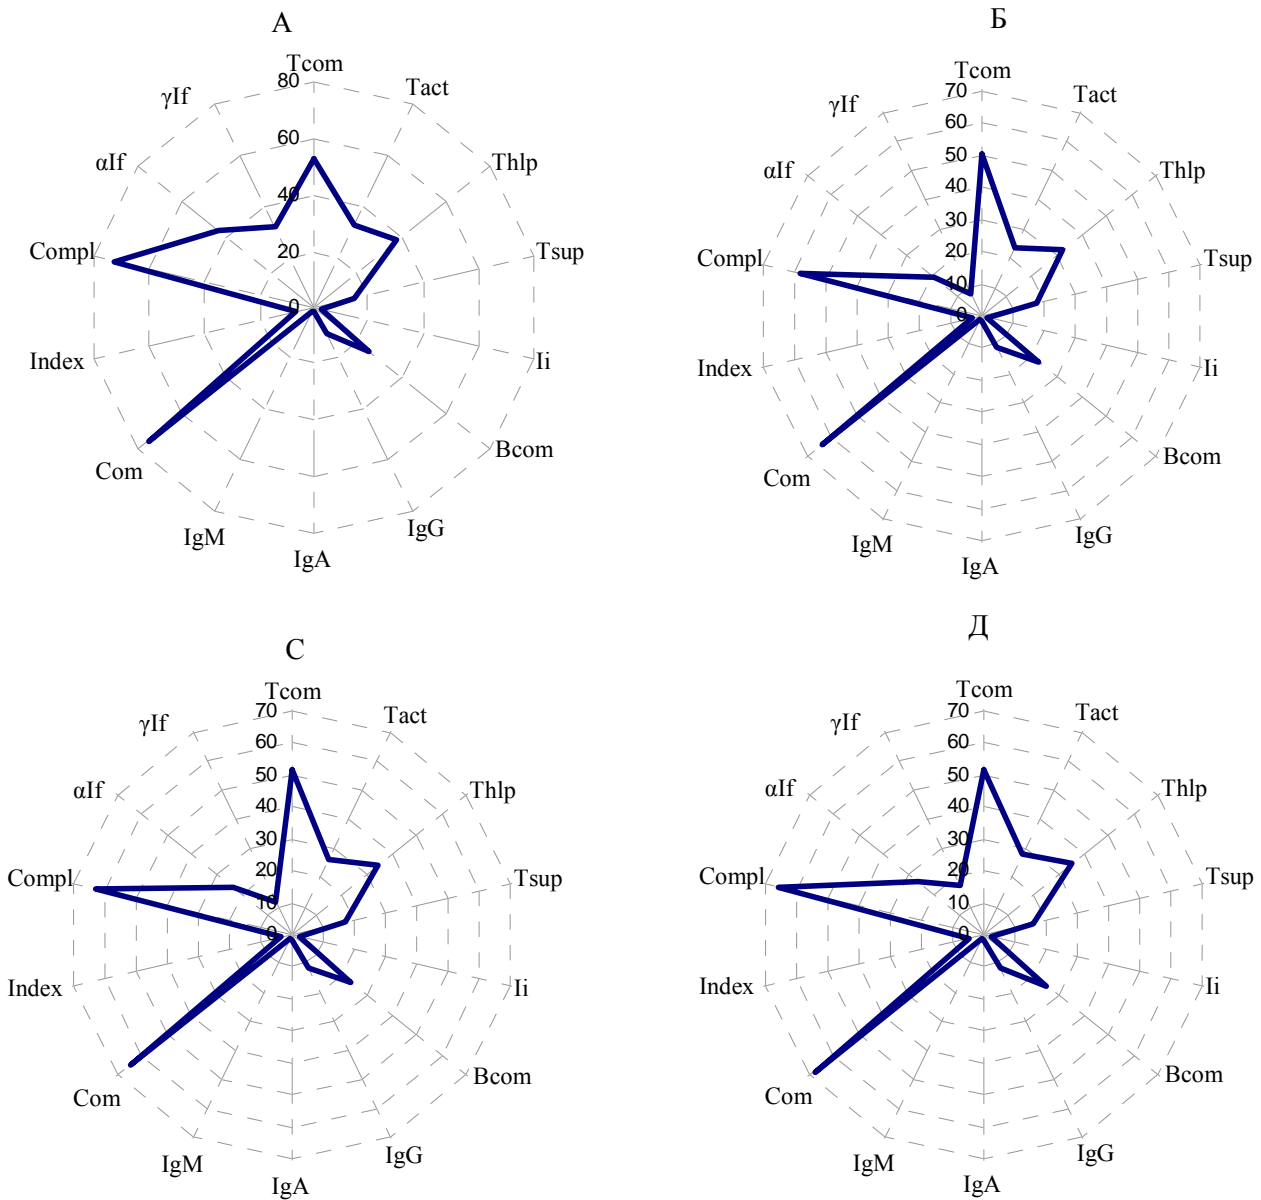 А
Tcom
Tact
Thlp
Tsup
Ii
Bcom
IgG
IgA
IgM
Com
Index
Compl
αIf
γIf
80
60
40
20
0
Б
Tcom
Tact
Thlp
Tsup
Ii
Bcom
IgG
IgA
IgM
Com
Index
Compl
αIf
γIf
70
60
50
40
30
20
10
0
С
Tcom
Tact
Thlp
Tsup
Ii
Bcom
IgG
IgA
IgM
Com
Index
Compl
αIf
γIf
70
60
50
40
30
20
10
0
Д
Tcom
Tact
Thlp
Tsup
Ii
Bcom
IgG
IgA
IgM
Com
Index
Compl
αIf
γIf
70
60
50
40
30
20
10
0